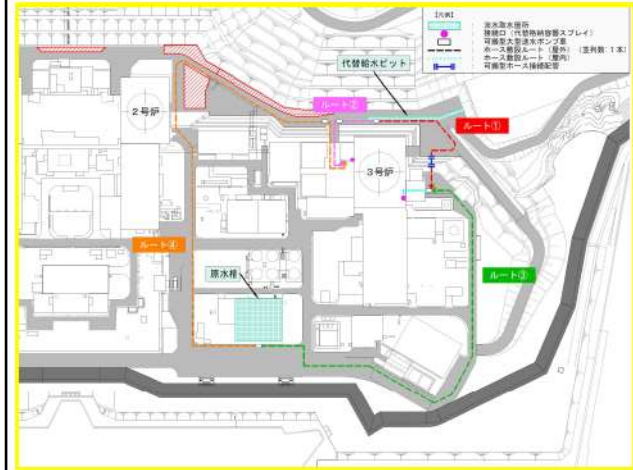 【凡例】
：淡水取水箇所
：接続口（代替格納容器スプレイ）
：可搬型大型送水ポンプ車
：ホース敷設ルート（屋外）（並列数：1本）
：ホース敷設ルート（屋内）
：可搬型ホース接続配管
代替給水ピット
ルート②
ルート①
2号炉
3号炉
ルート④
原水槽
ルート③